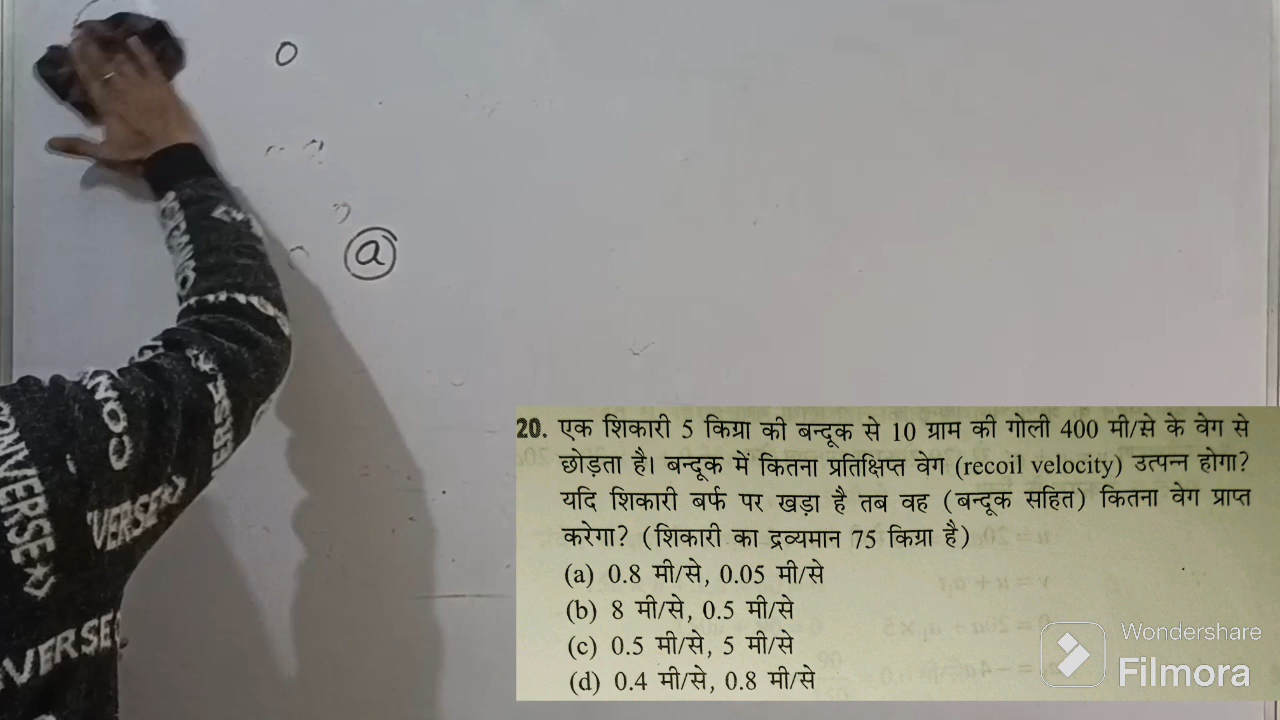 o
a
20. एक शिकारी 5 किग्रा की बन्दूक से 10 ग्राम की गोली 400 मी/से के वेग से
छोड़ता है। बन्दूक में कितना प्रतिक्षिप्त वेग (recoil velocity) उत्पन्न होगा?
यदि शिकारी बर्फ पर खड़ा है तब वह (बन्दूक सहित) कितना वेग प्राप्त
करेगा? (शिकारी का द्रव्यमान 75 किग्रा है)
(a) 0.8 मी/से, 0.05 मी/से
(b) 8 मी/से, 0.5 मी/से
(c) 0.5 मी/से, 5 मी/से
(d) 0.4 मी/से, 0.8 मी/से
CONVERSE
CONV
VERSE
VERSE
VERSE
Wondershare
Filmora